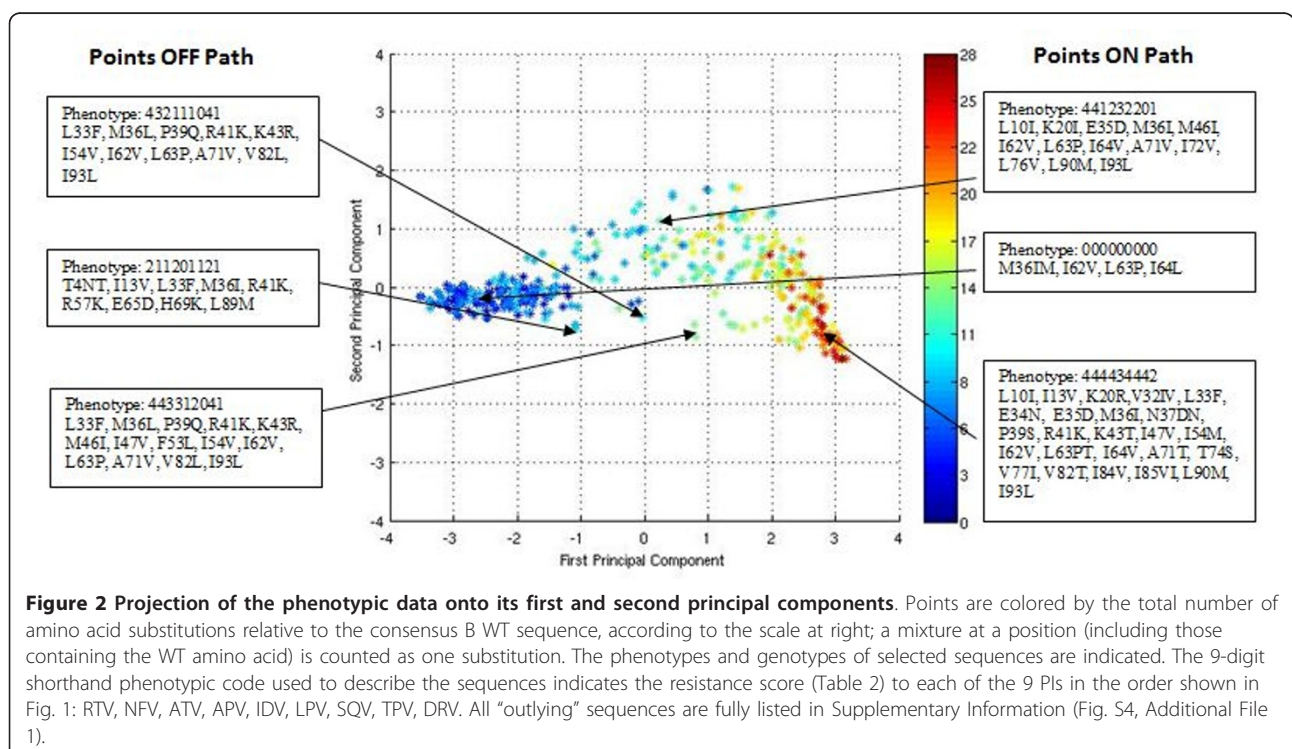 Points OFF Path
Phenotype: 432111041
L33F, M36L, P39Q, R41K, K43R,
I54V, I62V, L63P, A71V, V82L,
I93L
Phenotype: 211201121
T4NT, I13V, L33F, M36I, R41K,
R57K, E65D, H69K, L89M
Phenotype: 443312041
L33F, M36L, P39Q, R41K, K43R,
M46I, I47V, F53L, I54V, I62V,
L63P, A71V, V82L, I93L
4
3
2
1
0
-1
-2
-3
-4
Second Principal Component
-4 -3 -2 -1 0 1 2 3 4
First Principal Component
28
25
22
20
17
14
11
8
6
3
0
Points ON Path
Phenotype: 441232201
L10I, K20I, E35D, M36I, M46I,
I62V, L63P, I64V, A71V, I72V,
L76V, L90M, I93L
Phenotype: 000000000
M36IM, I62V, L63P, I64L
Phenotype: 444434442
L10I, I13V, K20R, V32IV, L33F,
E34N, E35D, M36I, N37DN,
P39S, R41K, K43T, I47V, I54M,
I62V, L63PT, I64V, A71T, T74S,
V77I, V82T, I84V, I85VI, L90M,
I93L
Figure 2 Projection of the phenotypic data onto its first and second principal components. Points are colored by the total number of
amino acid substitutions relative to the consensus B WT sequence, according to the scale at right; a mixture at a position (including those
containing the WT amino acid) is counted as one substitution. The phenotypes and genotypes of selected sequences are indicated. The 9-digit
shorthand phenotypic code used to describe the sequences indicates the resistance score (Table 2) to each of the 9 PIs in the order shown in
Fig. 1: RTV, NFV, ATV, APV, IDV, LPV, SQV, TPV, DRV. All "outlying" sequences are fully listed in Supplementary Information (Fig. S4, Additional File
1).